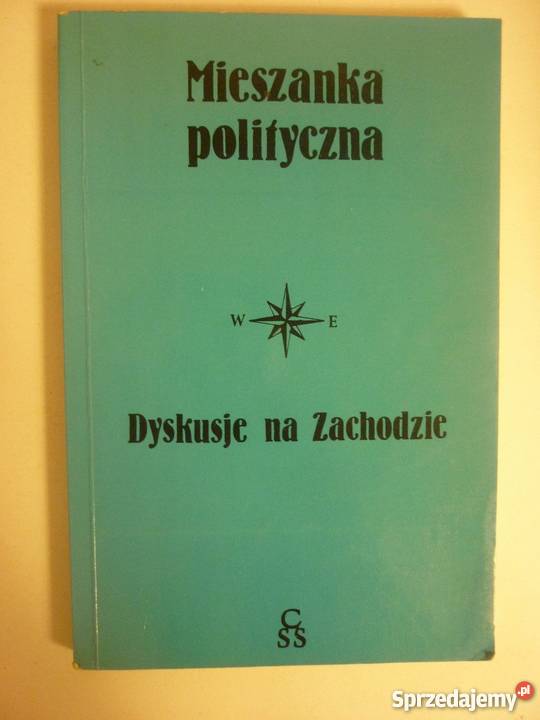 Mieszanka
polityczna
W E
Dyskusje na Zachodzie
C
SS
Sprzedajemy.pl